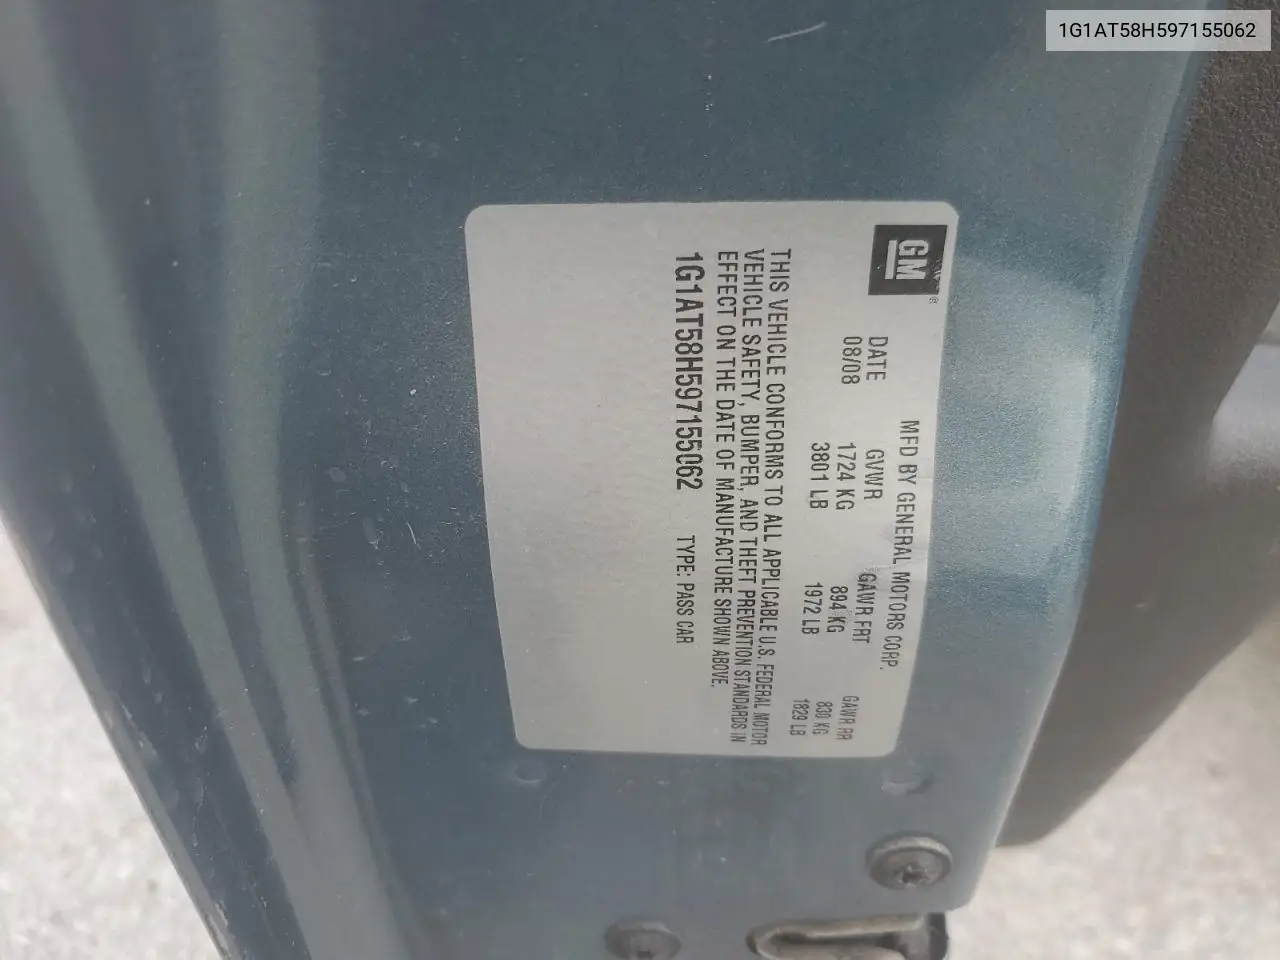 1G1AT58H597155062
GM
®
MFD BY GENERAL MOTORS CORP.
DATE GVWR GAWR FRT GAWR RR
08/08 1724 KG 894 KG 830 KG
3801 LB 1972 LB 1829 LB
THIS VEHICLE CONFORMS TO ALL APPLICABLE U.S. FEDERAL MOTOR
VEHICLE SAFETY, BUMPER, AND THEFT PREVENTION STANDARDS IN
EFFECT ON THE DATE OF MANUFACTURE SHOWN ABOVE.
1G1AT58H597155062 TYPE: PASS CAR